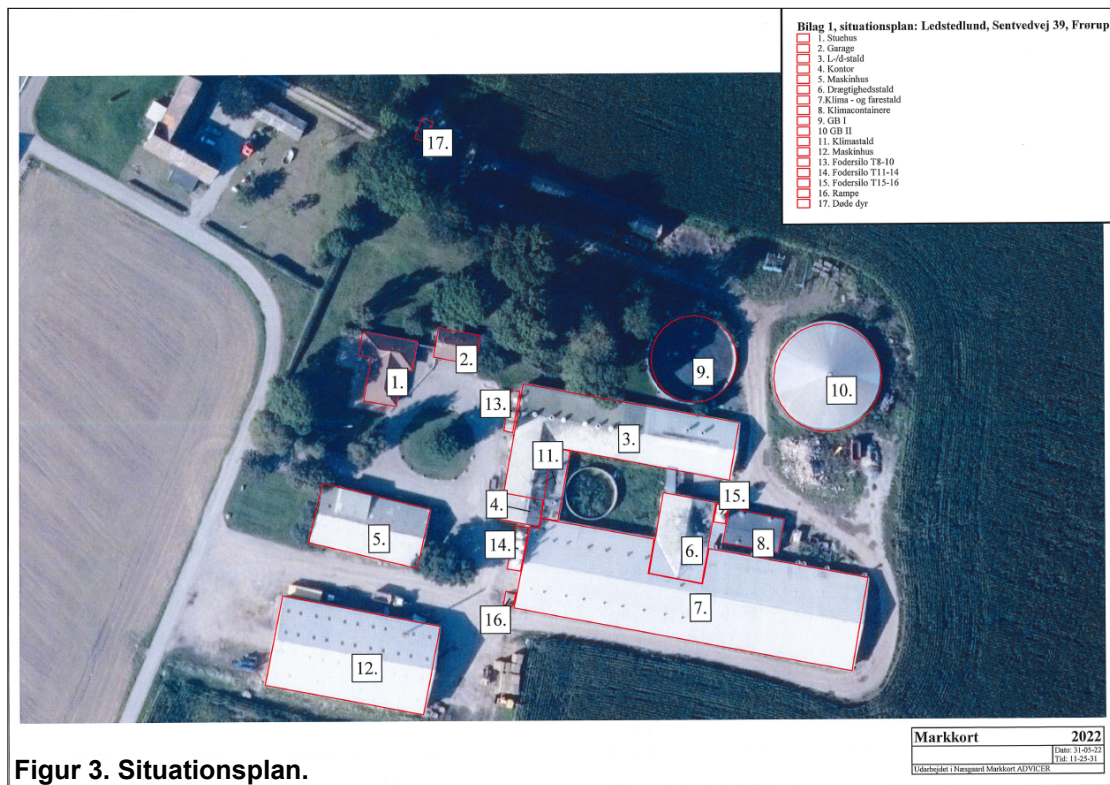 Bilag 1, situationsplan: Ledstedlund, Sentvedvej 39, Frørup
1. Stuehus
2. Garage
3. L-/d-stald
4. Kontor
5. Maskinhus
6. Drægtighedsstald
7.Klima - og farestald
8. Klimacontainere
9. GB I
10 GB II
11. Klimastald
12. Maskinhus
13. Fodersilo T8-10
14. Fodersilo T11-14
15. Fodersilo T15-16
16. Rampe
17. Døde dyr
17.
1.
2.
9.
10.
13.
3.
11.
4.
15.
5.
14.
6.
8.
7.
16.
12.
Markkort 2022
Dato: 31-05-22
Tid: 11-25-31
Udarbejdet i Næsgaard Markkort ADVICER
Figur 3. Situationsplan.